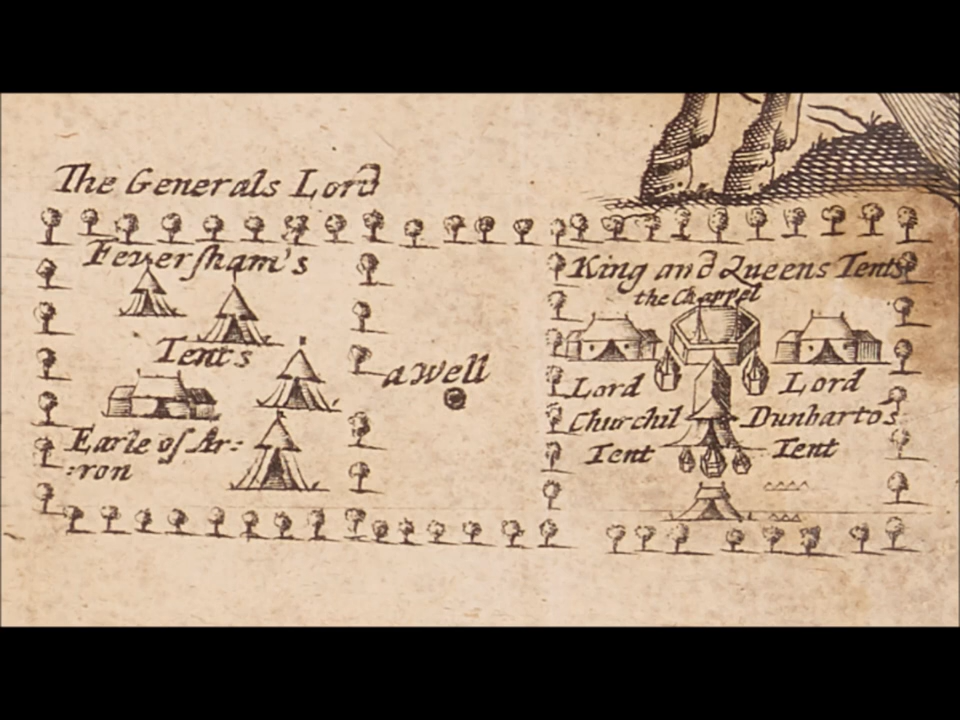 The Generals Lord
Feversham's
Tents
Earle of Ar:
:ron
a Well
King and Queens Tents
the Chappel
Lord
Churchil
Tent
Lord
Dunbarto's
Tent